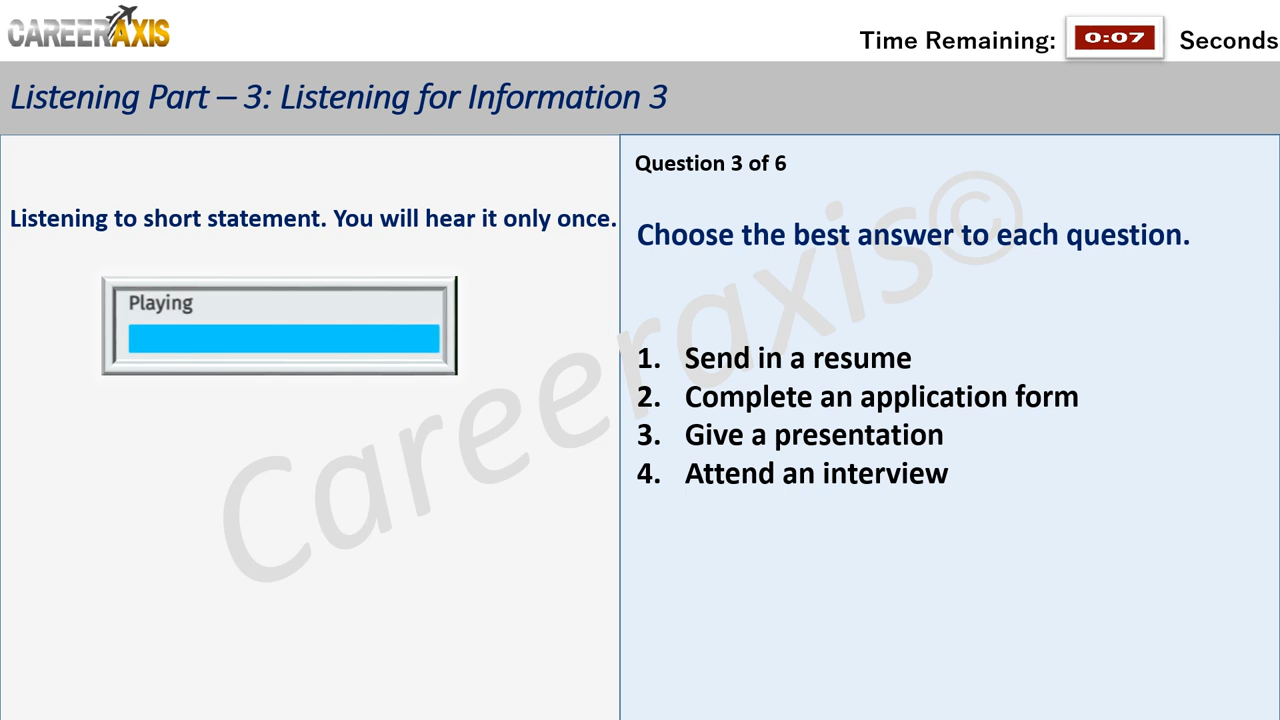 CAREERAXIS
Time Remaining: 0:07 Seconds
Listening Part – 3: Listening for Information 3
Listening to short statement. You will hear it only once.
Playing
Question 3 of 6
Choose the best answer to each question.
1. Send in a resume
2. Complete an application form
3. Give a presentation
4. Attend an interview
Careeraxis©